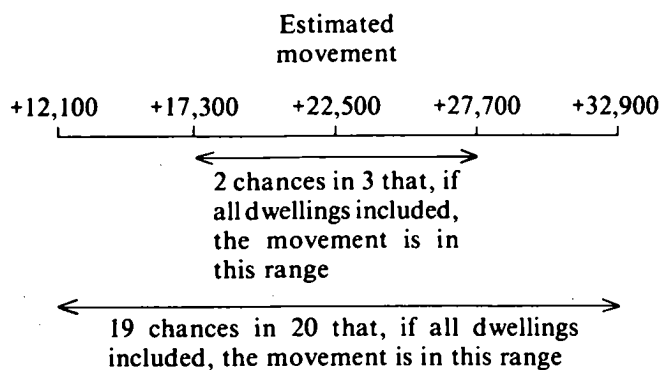 Estimated
movement
+12,100 +17,300 +22,500 +27,700 +32,900
2 chances in 3 that, if
all dwellings included,
the movement is in
this range
19 chances in 20 that, if all dwellings
included, the movement is in this range